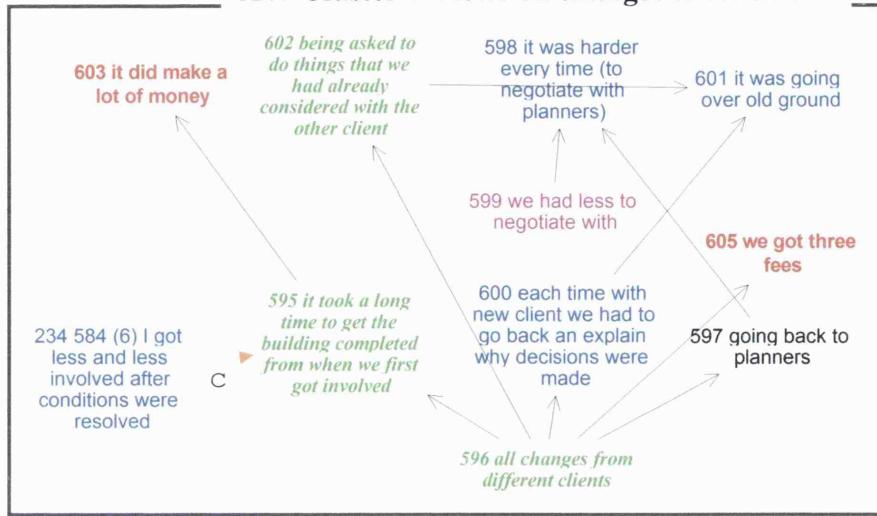 603 it did make a
lot of money
602 being asked to
do things that we
had already
considered with the
other client
598 it was harder
every time (to
negotiate with
planners)
601 it was going
over old ground
599 we had less to
negotiate with
605 we got three
fees
234 584 (6) I got
less and less
involved after
conditions were
resolved
C
595 it took a long
time to get the
building completed
from when we first
got involved
600 each time with
new client we had to
go back an explain
why decisions were
made
597 going back to
planners
596 all changes from
different clients